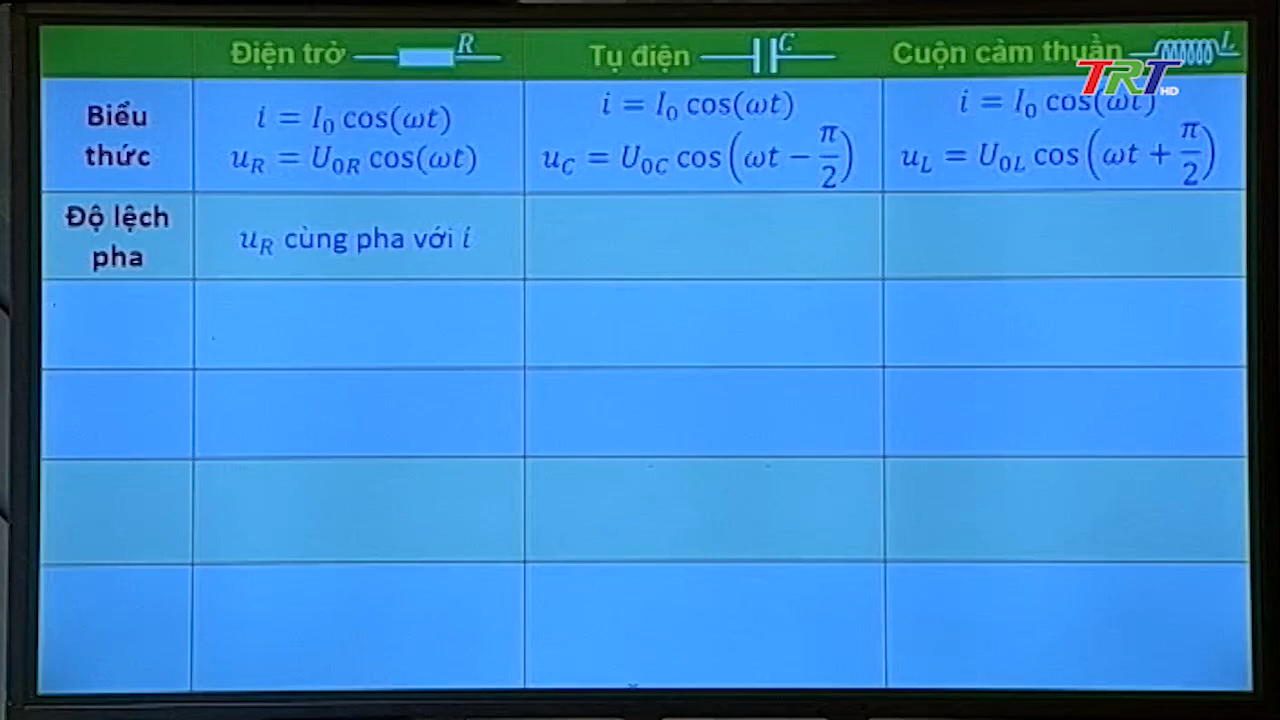 Điện trở R Tụ điện C Cuộn cảm thuần L
TRT HD
Biểu thức
i = I₀ cos(ωt)
u_R = U₀R cos(ωt)
i = I₀ cos(ωt)
u_C = U₀C cos(ωt − π/2)
i = I₀ cos(ωt)
u_L = U₀L cos(ωt + π/2)
Độ lệch
pha
u_R cùng pha với i